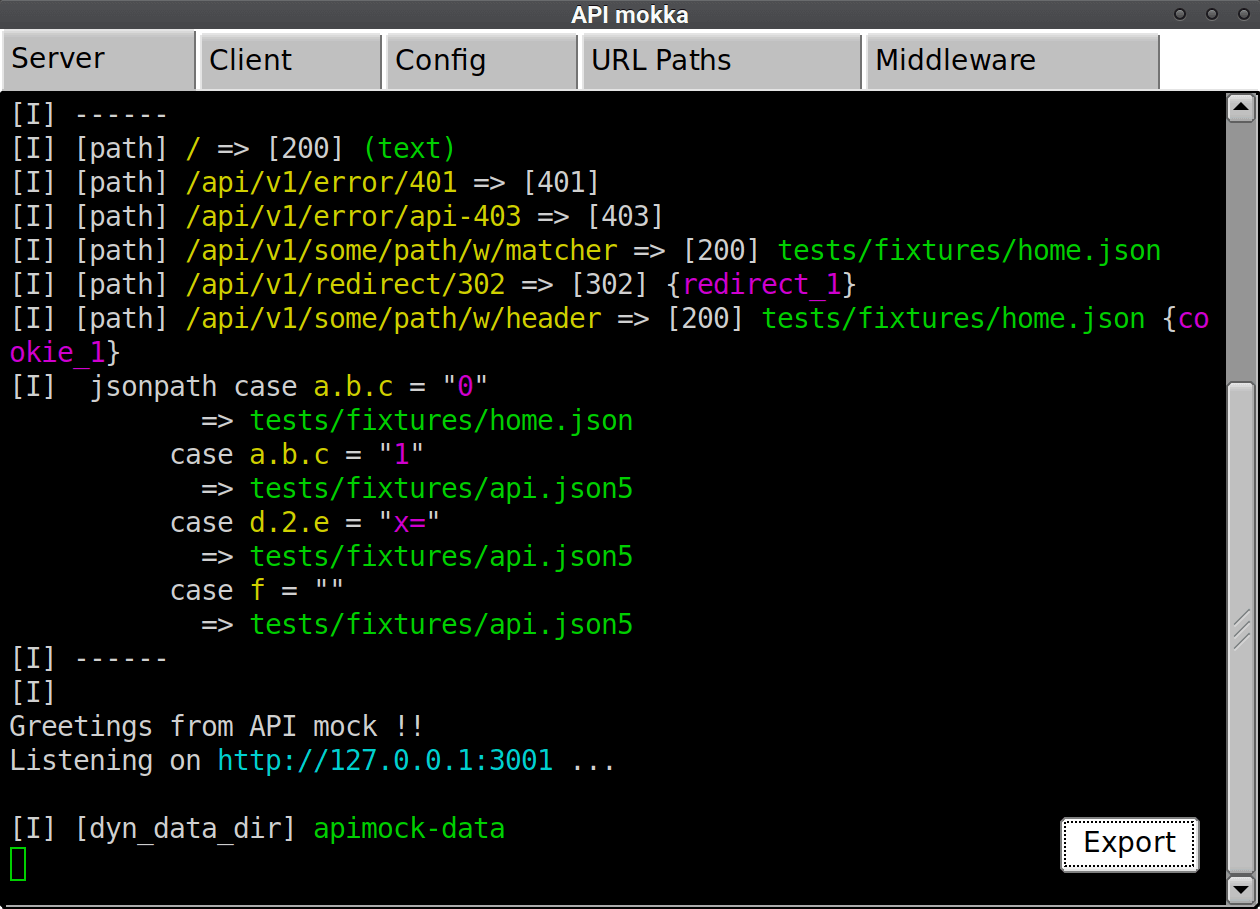 API mokka
Server Client Config URL Paths Middleware
[I] ------
[I] [path] / => [200] (text)
[I] [path] /api/v1/error/401 => [401]
[I] [path] /api/v1/error/api-403 => [403]
[I] [path] /api/v1/some/path/w/matcher => [200] tests/fixtures/home.json
[I] [path] /api/v1/redirect/302 => [302] {redirect_1}
[I] [path] /api/v1/some/path/w/header => [200] tests/fixtures/home.json {co
okie_1}
[I]  jsonpath case a.b.c = "0"
            => tests/fixtures/home.json
          case a.b.c = "1"
            => tests/fixtures/api.json5
          case d.2.e = "x="
            => tests/fixtures/api.json5
          case f = ""
            => tests/fixtures/api.json5
[I] ------
[I]
Greetings from API mock !!
Listening on http://127.0.0.1:3001 ...
[I] [dyn_data_dir] apimock-data
Export